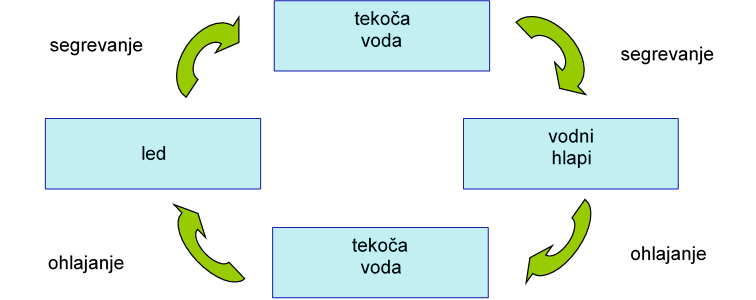 tekoča
voda
segrevanje
segrevanje
led
vodni
hlapi
tekoča
voda
ohlajanje
ohlajanje